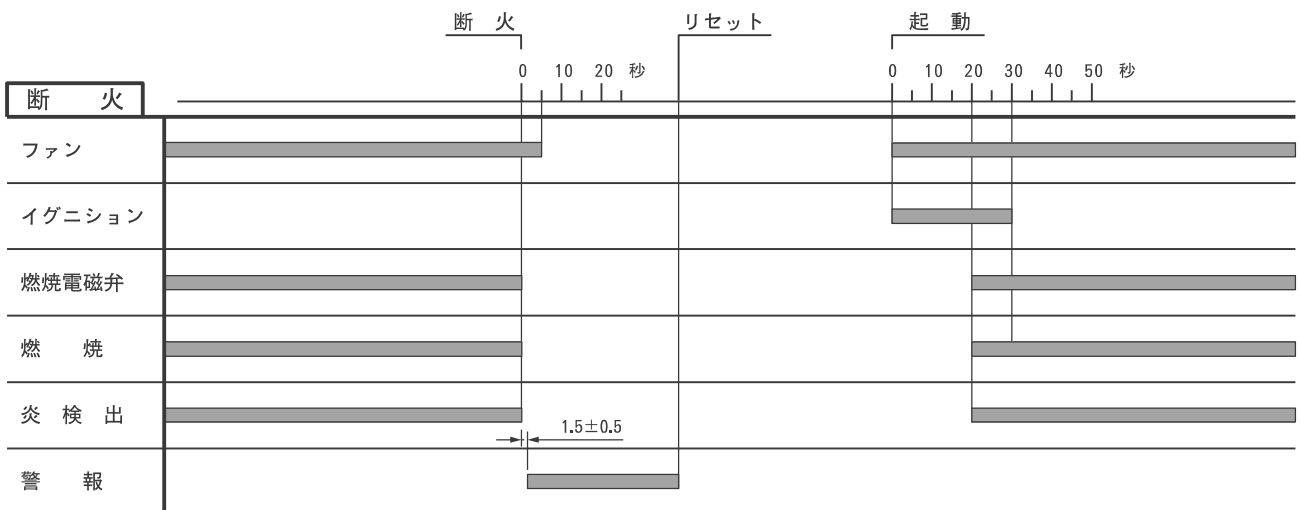 断　火　リセット　起　動
0　10　20　秒　0　10　20　30　40　50　秒
断　火
ファン
イグニション
燃焼電磁弁
燃　焼
炎　検　出
1.5±0.5
警　報